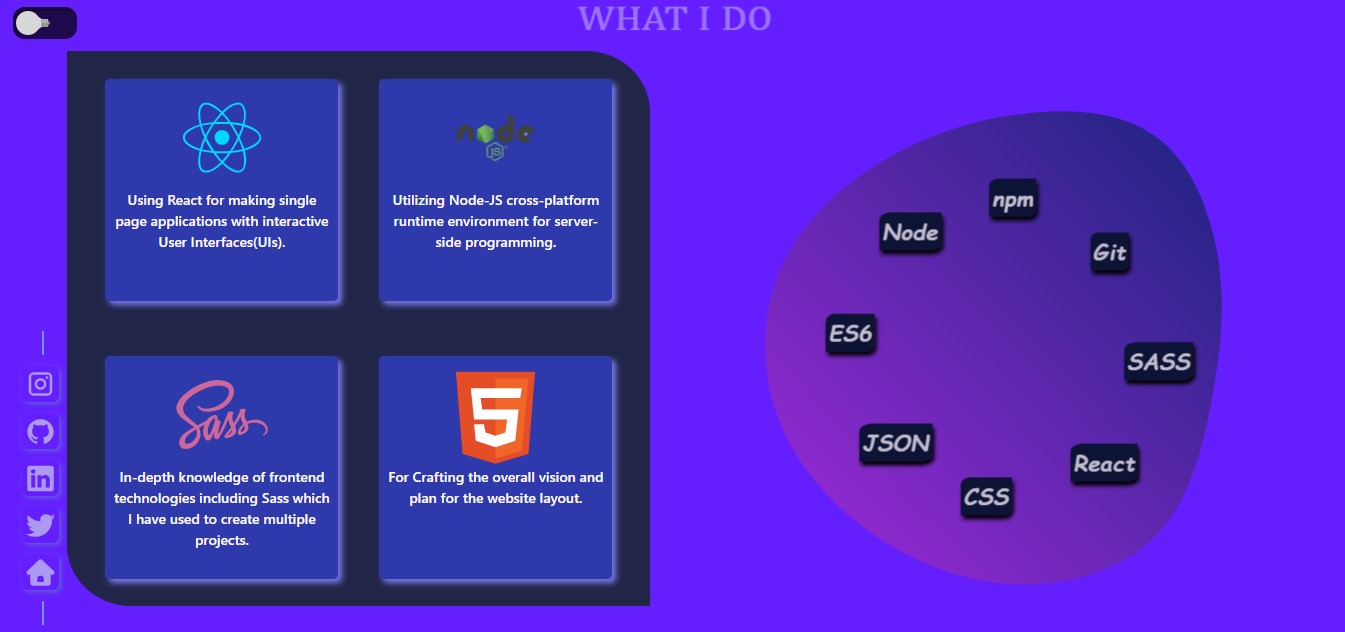 WHAT I DO
node
JS
Using React for making single
page applications with interactive
User Interfaces(UIs).
Utilizing Node-JS cross-platform
runtime environment for server-
side programming.
Sass
5
In-depth knowledge of frontend
technologies including Sass which
I have used to create multiple
projects.
For Crafting the overall vision and
plan for the website layout.
in
npm
Node
Git
ES6
SASS
JSON
React
CSS